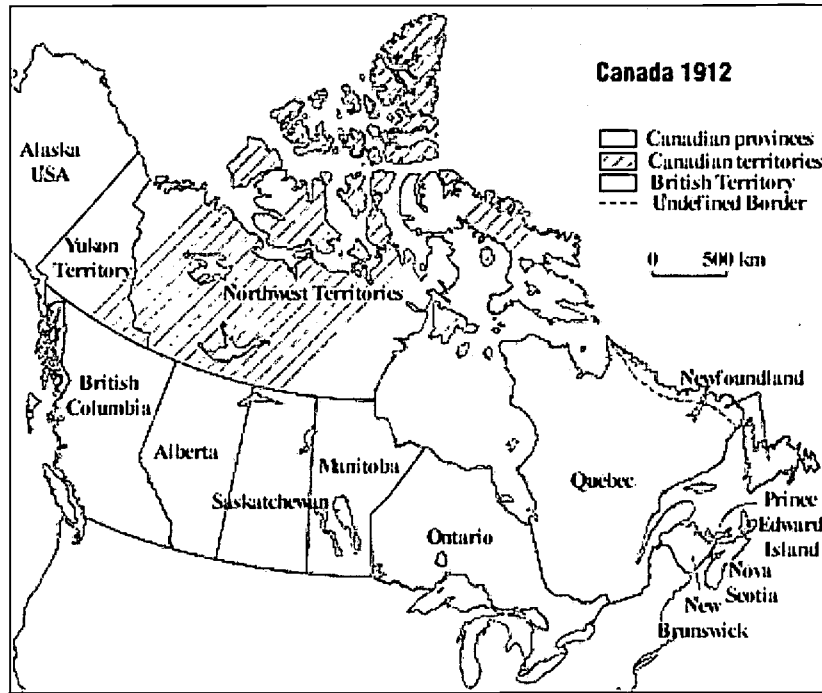 Canada 1912
Canadian provinces
Canadian territories
British Territory
Undefined Border
0 500 km
Alaska
USA
Yukon
Territory
Northwest Territories
British
Columbia
Alberta
Saskatchewan
Manitoba
Ontario
Quebec
Newfoundland
Prince
Edward
Island
Nova
Scotia
New
Brunswick